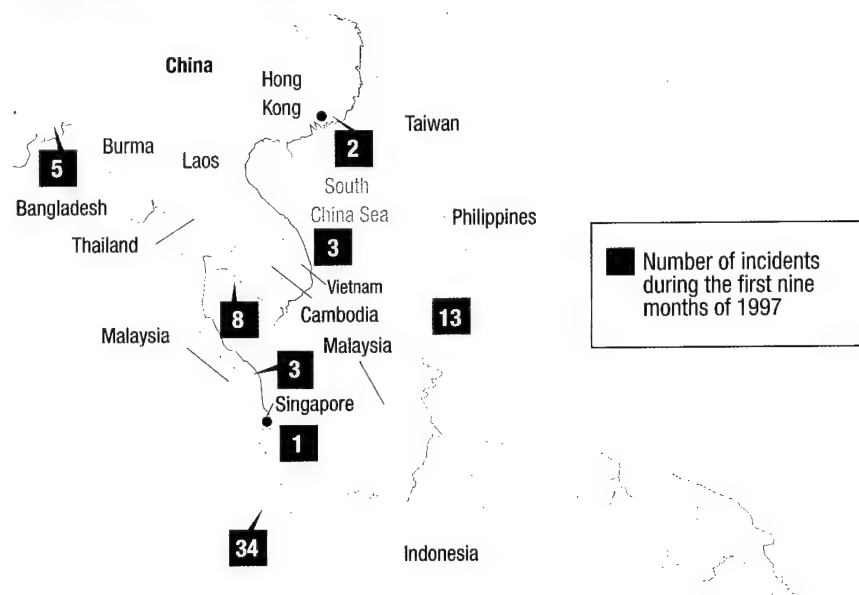 China
Hong
Kong
Taiwan
2
Burma
5
Laos
South
China Sea
Bangladesh
Philippines
Thailand
3
Vietnam
Number of incidents
during the first nine
months of 1997
8
Cambodia
13
Malaysia
Malaysia
3
Singapore
1
34
Indonesia